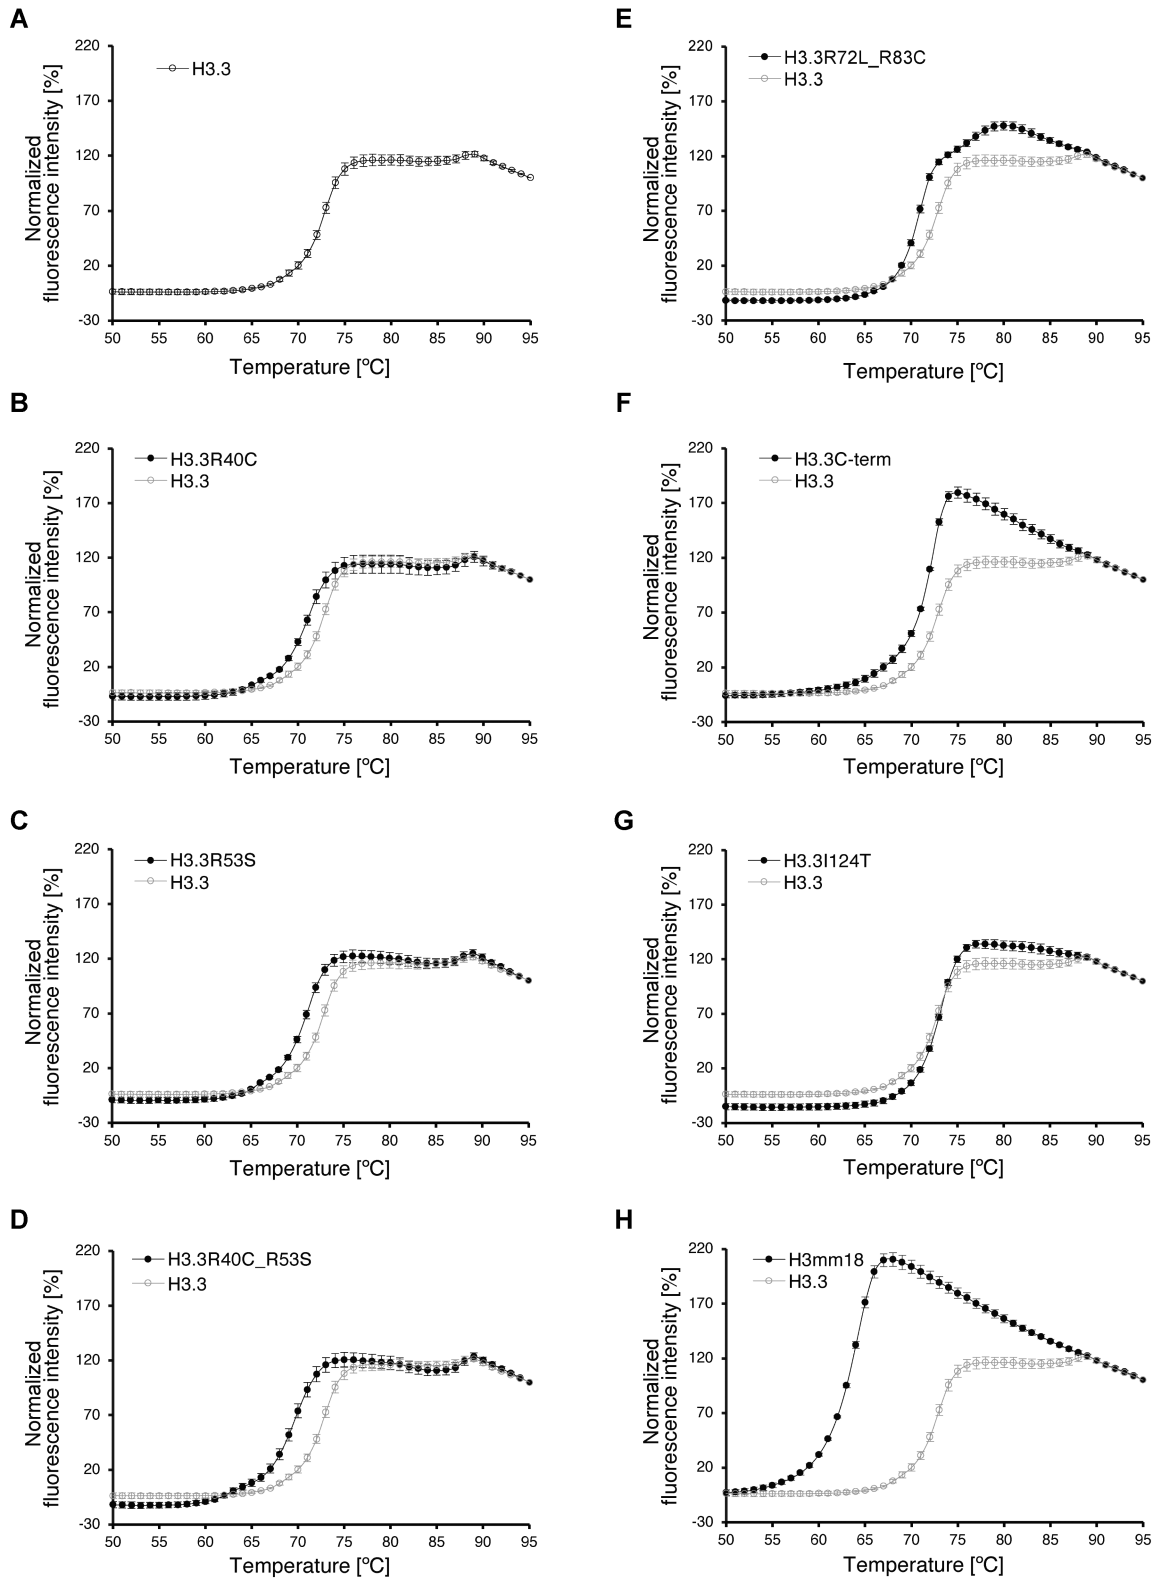 A
Normalized
fluorescence intensity [%]
220
170
120
70
20
-30
H3.3
50 55 60 65 70 75 80 85 90 95
Temperature [ºC]
B
Normalized
fluorescence intensity [%]
220
170
120
70
20
-30
H3.3R40C
H3.3
50 55 60 65 70 75 80 85 90 95
Temperature [ºC]
C
Normalized
fluorescence intensity [%]
220
170
120
70
20
-30
H3.3R53S
H3.3
50 55 60 65 70 75 80 85 90 95
Temperature [ºC]
D
Normalized
fluorescence intensity [%]
220
170
120
70
20
-30
H3.3R40C_R53S
H3.3
50 55 60 65 70 75 80 85 90 95
Temperature [ºC]
E
Normalized
fluorescence intensity [%]
220
170
120
70
20
-30
H3.3R72L_R83C
H3.3
50 55 60 65 70 75 80 85 90 95
Temperature [ºC]
F
Normalized
fluorescence intensity [%]
220
170
120
70
20
-30
H3.3C-term
H3.3
50 55 60 65 70 75 80 85 90 95
Temperature [ºC]
G
Normalized
fluorescence intensity [%]
220
170
120
70
20
-30
H3.3I124T
H3.3
50 55 60 65 70 75 80 85 90 95
Temperature [ºC]
H
Normalized
fluorescence intensity [%]
220
170
120
70
20
-30
H3mm18
H3.3
50 55 60 65 70 75 80 85 90 95
Temperature [ºC]